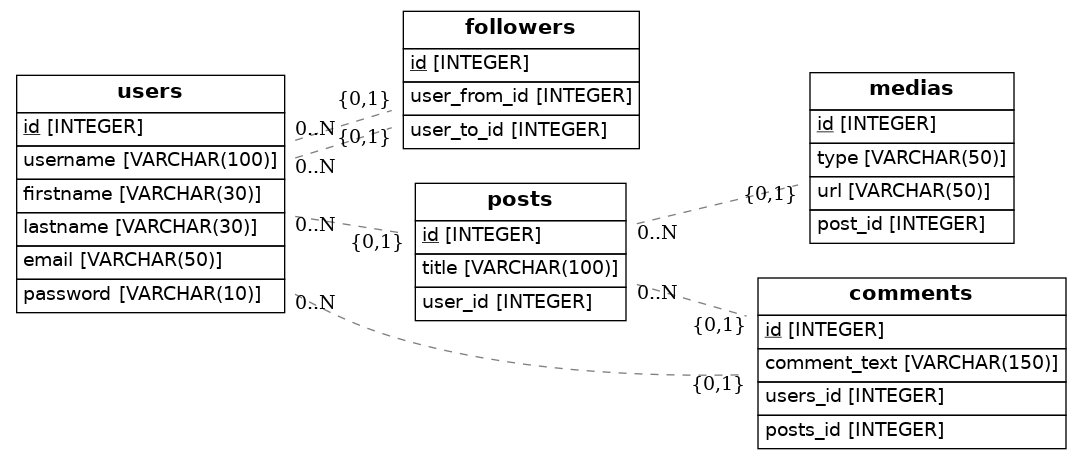 users
id [INTEGER]
username [VARCHAR(100)]
firstname [VARCHAR(30)]
lastname [VARCHAR(30)]
email [VARCHAR(50)]
password [VARCHAR(10)]
0..N
0..N
0..N
0..N
{0,1}
{0,1}
{0,1}
followers
id [INTEGER]
user_from_id [INTEGER]
user_to_id [INTEGER]
posts
id [INTEGER]
title [VARCHAR(100)]
user_id [INTEGER]
0..N
0..N
{0,1}
{0,1}
{0,1}
medias
id [INTEGER]
type [VARCHAR(50)]
url [VARCHAR(50)]
post_id [INTEGER]
comments
id [INTEGER]
comment_text [VARCHAR(150)]
users_id [INTEGER]
posts_id [INTEGER]